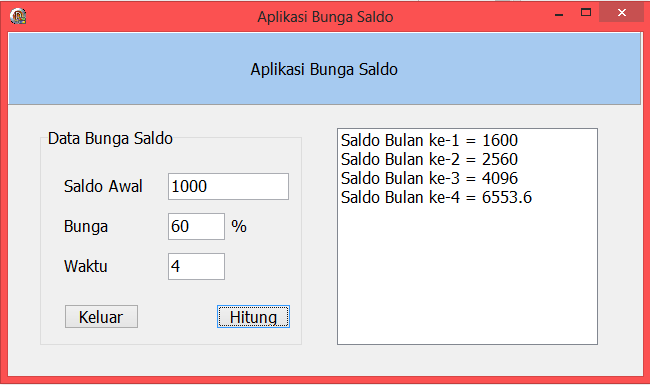 Aplikasi Bunga Saldo
Aplikasi Bunga Saldo
Data Bunga Saldo
Saldo Awal 1000
Bunga 60 %
Waktu 4
Keluar Hitung
Saldo Bulan ke-1 = 1600
Saldo Bulan ke-2 = 2560
Saldo Bulan ke-3 = 4096
Saldo Bulan ke-4 = 6553.6